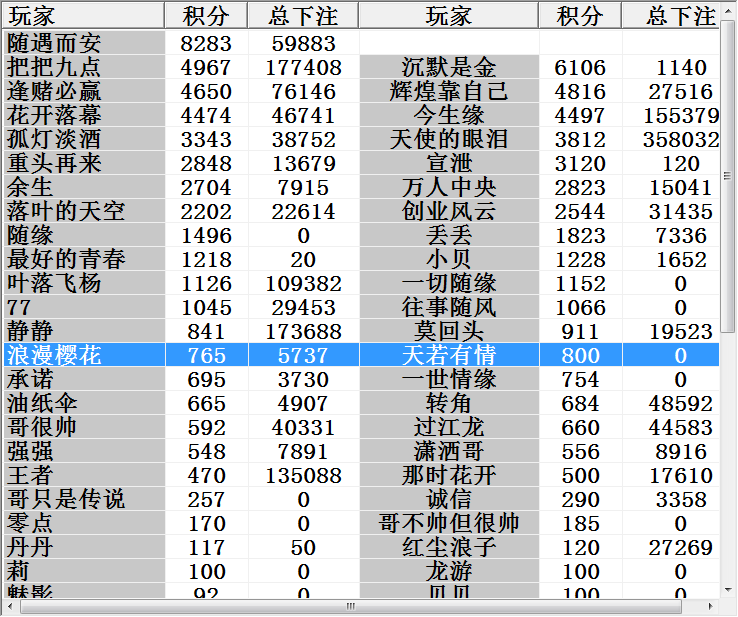 玩家 积分 总下注 玩家 积分 总下注
随遇而安 8283 59883
把把九点 4967 177408 沉默是金 6106 1140
逢赌必赢 4650 76146 辉煌靠自己 4816 27516
花开落幕 4474 46741 今生缘 4497 155379
孤灯淡酒 3343 38752 天使的眼泪 3812 358032
重头再来 2848 13679 宣泄 3120 120
余生 2704 7915 万人中央 2823 15041
落叶的天空 2202 22614 创业风云 2544 31435
随缘 1496 0 丢丢 1823 7336
最好的青春 1218 20 小贝 1228 1652
叶落飞杨 1126 109382 一切随缘 1152 0
77 1045 29453 往事随风 1066 0
静静 841 173688 莫回头 911 19523
浪漫樱花 765 5737 天若有情 800 0
承诺 695 3730 一世情缘 754 0
油纸伞 665 4907 转角 684 48592
哥很帅 592 40331 过江龙 660 44583
强强 548 7891 潇洒哥 556 8916
王者 470 135088 那时花开 500 17610
哥只是传说 257 0 诚信 290 3358
零点 170 0 哥不帅但很帅 185 0
丹丹 117 50 红尘浪子 120 27269
莉 100 0 龙游 100 0
魅影 92 0 贝贝 100 0